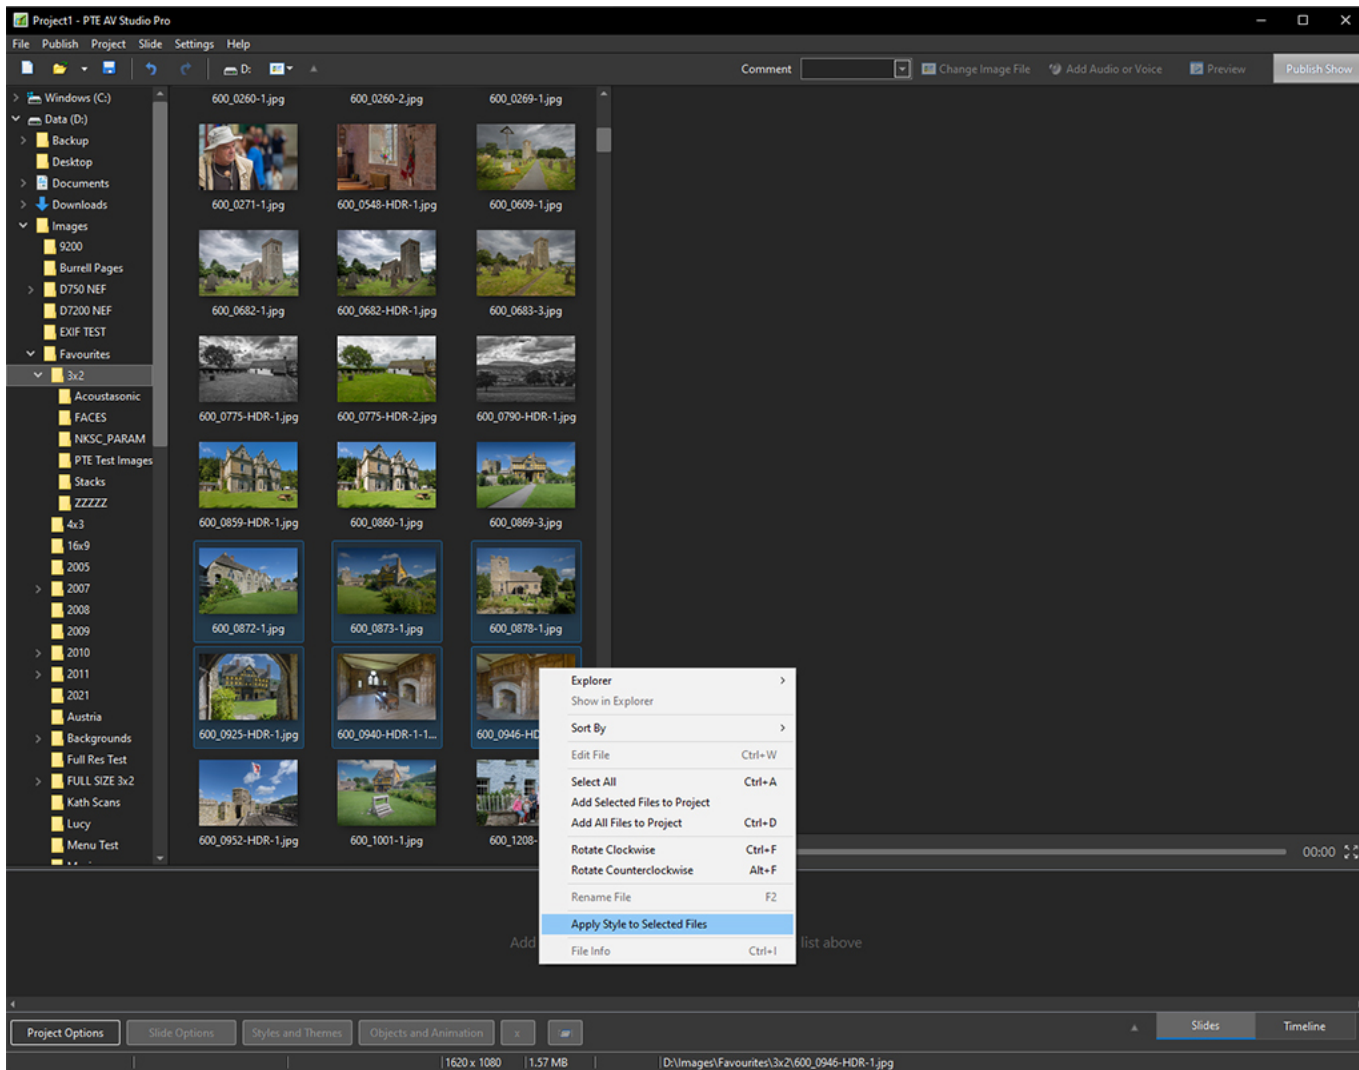 Project1 - PTE AV Studio Pro
File Publish Project Slide Settings Help
D:
Comment
Change Image File
Add Audio or Voice
Preview
Publish Show
Windows (C:)
Data (D:)
Backup
Desktop
Documents
Downloads
Images
9200
Burrell Pages
D750 NEF
D7200 NEF
EXIF TEST
Favourites
3x2
Acoustasonic
FACES
NKSC_PARAM
PTE Test Images
Stacks
ZZZZZ
4x3
16x9
2005
2007
2008
2009
2010
2011
2021
Austria
Backgrounds
Full Res Test
FULL SIZE 3x2
Kath Scans
Lucy
Menu Test
600_0260-1.jpg 600_0260-2.jpg 600_0269-1.jpg
600_0271-1.jpg 600_0548-HDR-1.jpg 600_0609-1.jpg
600_0682-1.jpg 600_0682-HDR-1.jpg 600_0683-3.jpg
600_0775-HDR-1.jpg 600_0775-HDR-2.jpg 600_0790-HDR-1.jpg
600_0859-HDR-1.jpg 600_0860-1.jpg 600_0869-3.jpg
600_0872-1.jpg 600_0873-1.jpg 600_0878-1.jpg
600_0925-HDR-1.jpg 600_0940-HDR-1-1... 600_0946-HD
600_0952-HDR-1.jpg 600_1001-1.jpg 600_1208-
Explorer
Show in Explorer
Sort By
Edit File Ctrl+W
Select All Ctrl+A
Add Selected Files to Project
Add All Files to Project Ctrl+D
Rotate Clockwise Ctrl+F
Rotate Counterclockwise Alt+F
Rename File F2
Apply Style to Selected Files
File Info Ctrl+I
00:00
Add list above
Project Options
Slide Options
Styles and Themes
Objects and Animation
x
Slides
Timeline
1620 x 1080 1.57 MB D:\Images\Favourites\3x2\600_0946-HDR-1.jpg